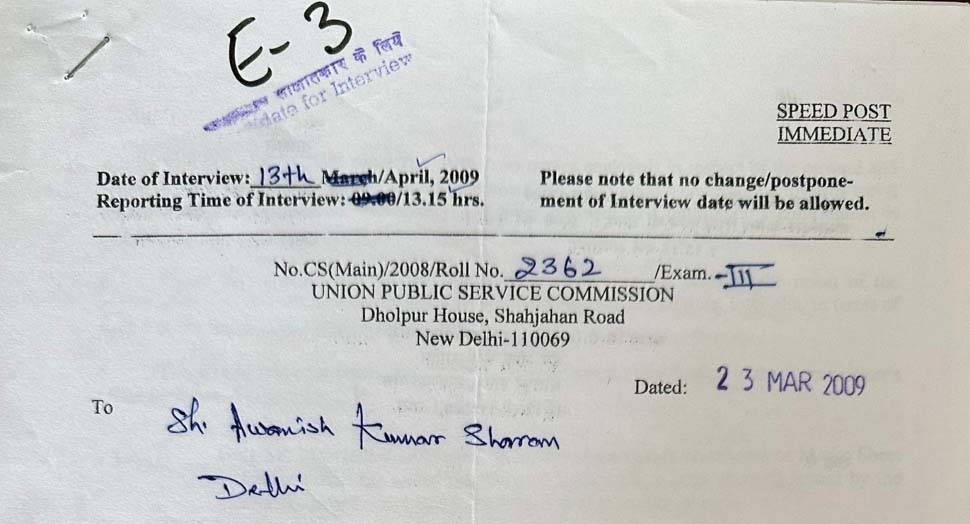 E-3
साक्षात्कार के लिये
date for Interview
SPEED POST
IMMEDIATE
Date of Interview: 13th March/April, 2009
Reporting Time of Interview: 09.00/13.15 hrs.
Please note that no change/postpone-
ment of Interview date will be allowed.
No.CS(Main)/2008/Roll No. 2362 /Exam.-III
UNION PUBLIC SERVICE COMMISSION
Dholpur House, Shahjahan Road
New Delhi-110069
Dated: 23 MAR 2009
To
Sh. Awanish Kumar Sharan
Delhi